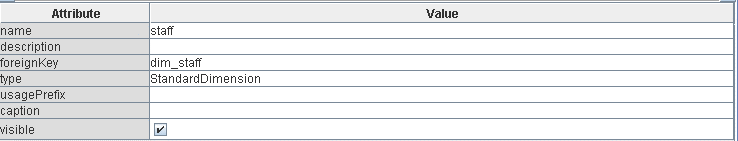 Attribute Value
name staff
description
foreignKey dim_staff
type StandardDimension
usagePrefix
caption
visible